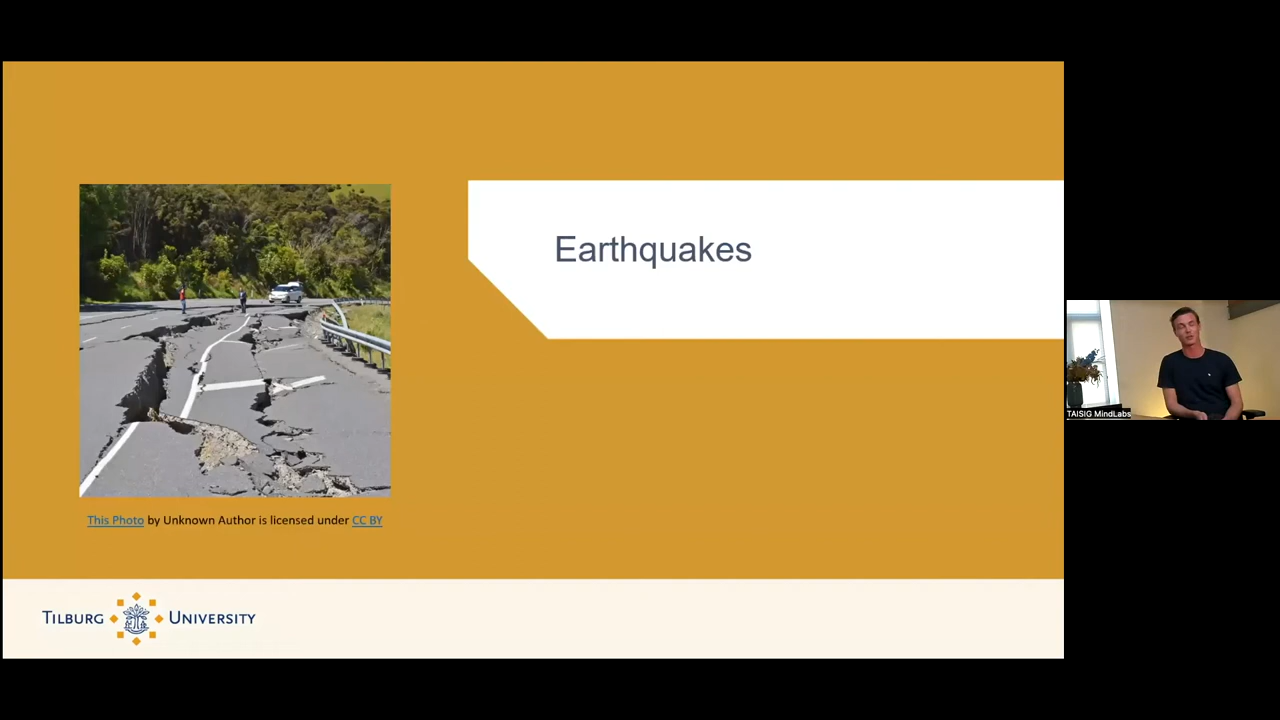 Earthquakes
This Photo by Unknown Author is licensed under CC BY
TILBURG UNIVERSITY
TAISIG MindLabs